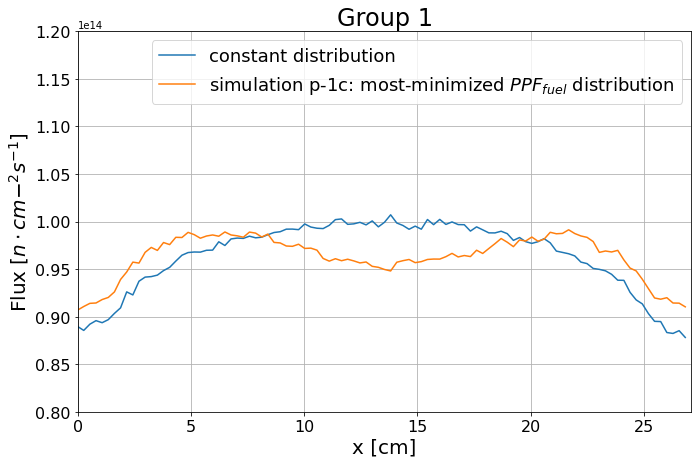 Group 1
1e14
constant distribution
simulation p-1c: most-minimized PPF_fuel distribution
Flux [n · cm−²s⁻¹]
1.20
1.15
1.10
1.05
1.00
0.95
0.90
0.85
0.80
0 5 10 15 20 25
x [cm]